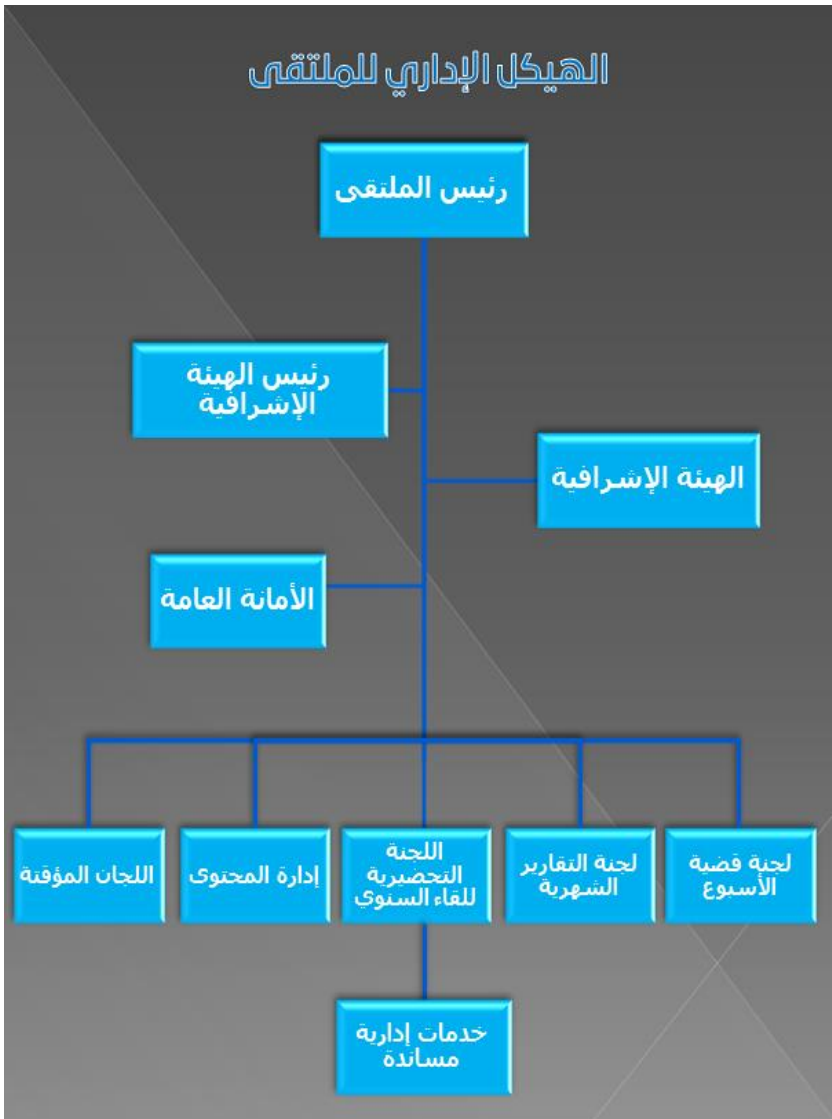 الهيكل الإداري للملتقى
رئيس الملتقى
رئيس الهيئة
الإشرافية
الهيئة الإشرافية
الأمانة العامة
لجنة قضية
الأسبوع
لجنة التقارير
الشهرية
اللجنة
التحضيرية
للقاء السنوي
إدارة المحتوى
اللجان المؤقتة
خدمات إدارية
مساندة